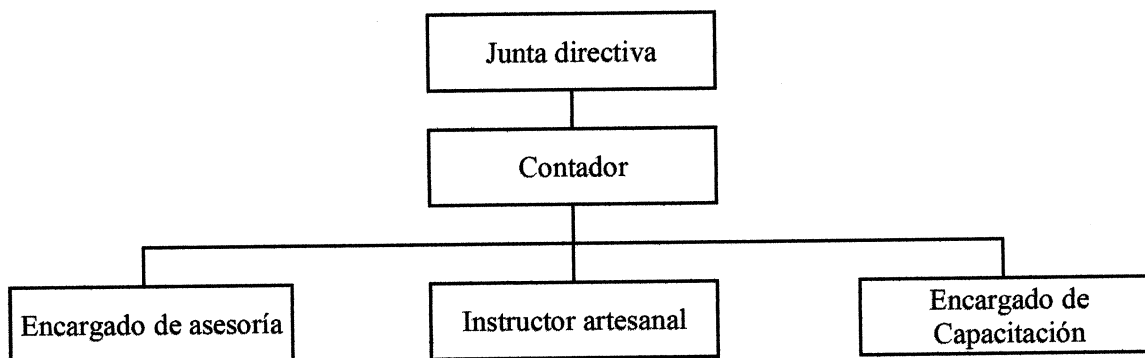 Junta directiva
Contador
Encargado de asesoría
Instructor artesanal
Encargado de
Capacitación